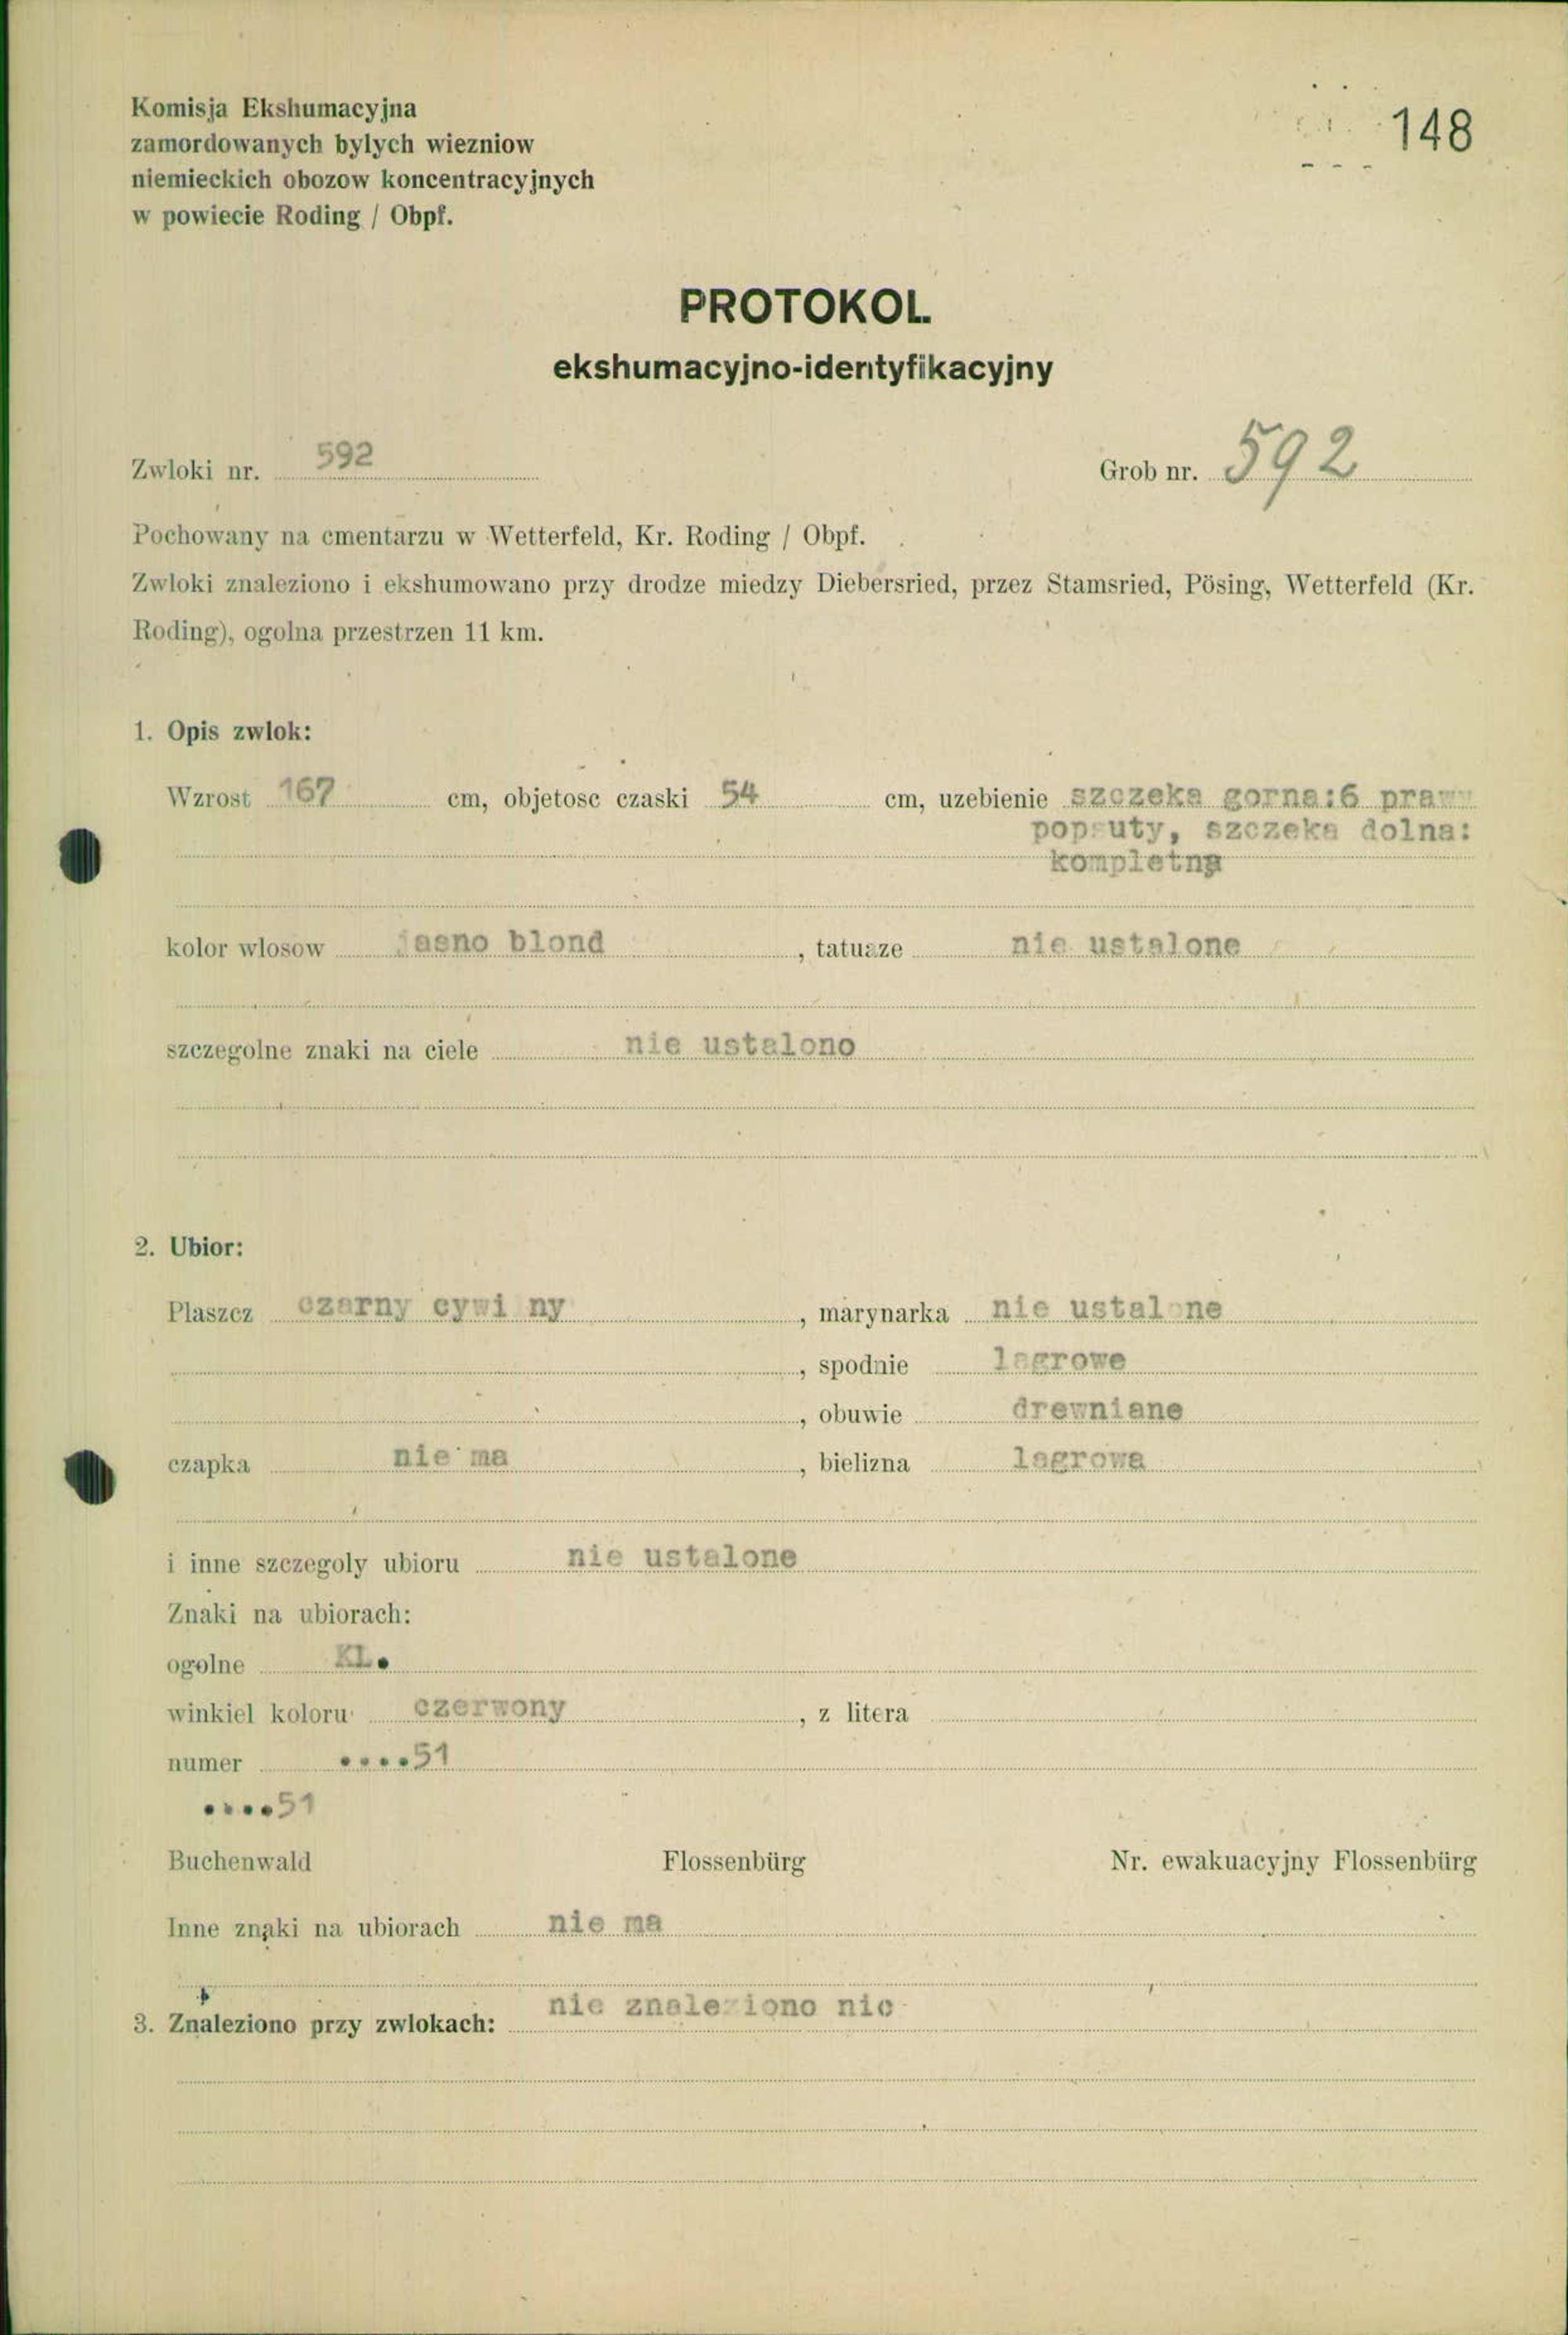 Komisja Ekshumacyjna
zamordowanych bylych wiezniow
niemieckich obozow koncentracyjnych
w powiecie Roding / Obpf.
148
PROTOKOL
ekshumacyjno-identyfikacyjny
Zwloki nr. 592 Grob nr. 592
Pochowany na cmentarzu w Wetterfeld, Kr. Roding / Obpf.
Zwloki znaleziono i ekshumowano przy drodze miedzy Diebersried, przez Stamsried, Pösing, Wetterfeld (Kr.
Roding), ogolna przestrzen 11 km.
1. Opis zwlok:
Wzrost 167 cm, objetosc czaski 54 cm, uzebienie szczeka gorna:6 prawy
popsuty, szczeka dolna:
kompletna
kolor wlosow jasno blond , tatuaze nie ustalone
szczegolne znaki na ciele nie ustalono
2. Ubior:
Plaszcz czarny cywilny , marynarka nie ustalone
, spodnie lagrowe
, obuwie drewniane
czapka nie ma , bielizna lagrowa
i inne szczegoly ubioru nie ustalone
Znaki na ubiorach:
ogolne KL.
winkiel koloru czerwony , z litera
numer ....51
....51
Buchenwald Flossenbürg Nr. ewakuacyjny Flossenbürg
Inne znaki na ubiorach nie ma
3. Znaleziono przy zwlokach: nie znaleziono nic